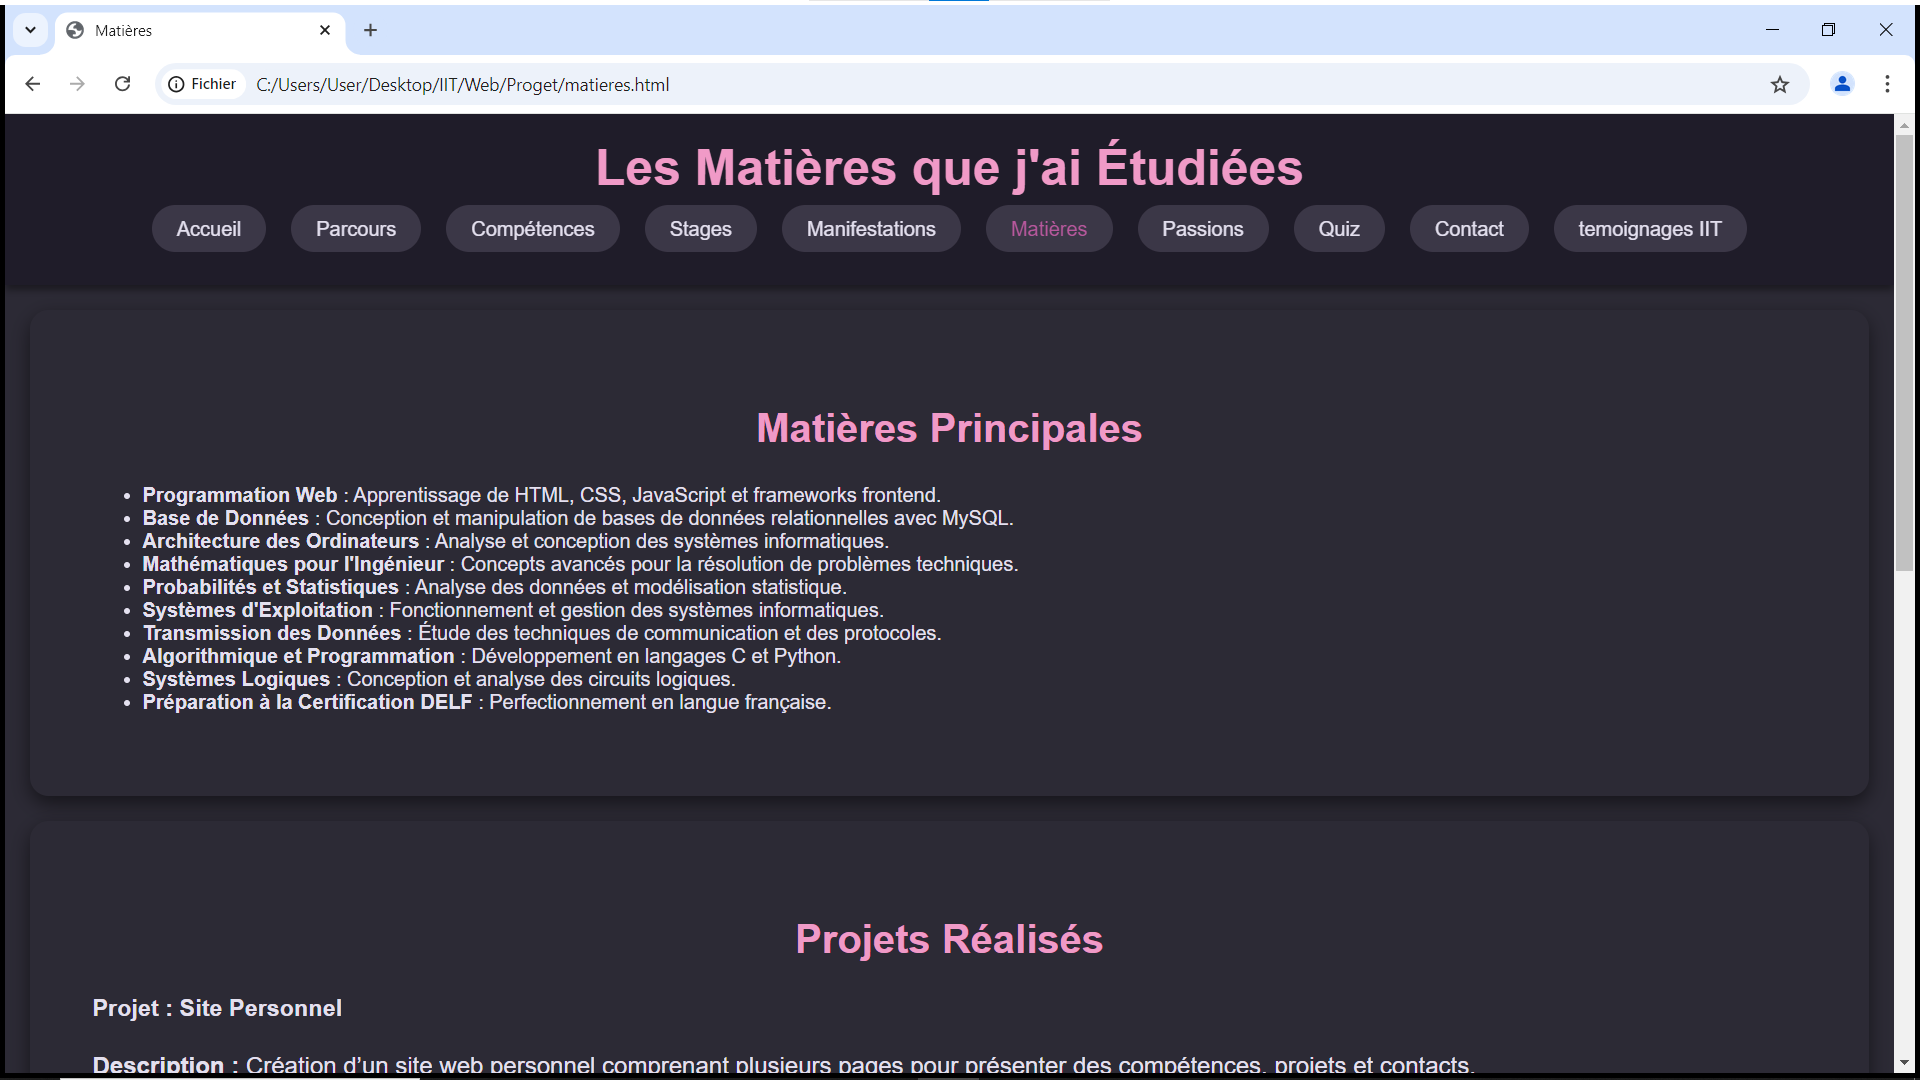 Matières
Fichier
C:/Users/User/Desktop/IIT/Web/Proget/matieres.html
Les Matières que j'ai Étudiées
Accueil Parcours Compétences Stages Manifestations Matières Passions Quiz Contact temoignages IIT
Matières Principales
• Programmation Web : Apprentissage de HTML, CSS, JavaScript et frameworks frontend.
• Base de Données : Conception et manipulation de bases de données relationnelles avec MySQL.
• Architecture des Ordinateurs : Analyse et conception des systèmes informatiques.
• Mathématiques pour l'Ingénieur : Concepts avancés pour la résolution de problèmes techniques.
• Probabilités et Statistiques : Analyse des données et modélisation statistique.
• Systèmes d'Exploitation : Fonctionnement et gestion des systèmes informatiques.
• Transmission des Données : Étude des techniques de communication et des protocoles.
• Algorithmique et Programmation : Développement en langages C et Python.
• Systèmes Logiques : Conception et analyse des circuits logiques.
• Préparation à la Certification DELF : Perfectionnement en langue française.
Projets Réalisés
Projet : Site Personnel
Description : Création d’un site web personnel comprenant plusieurs pages pour présenter des compétences, projets et contacts.